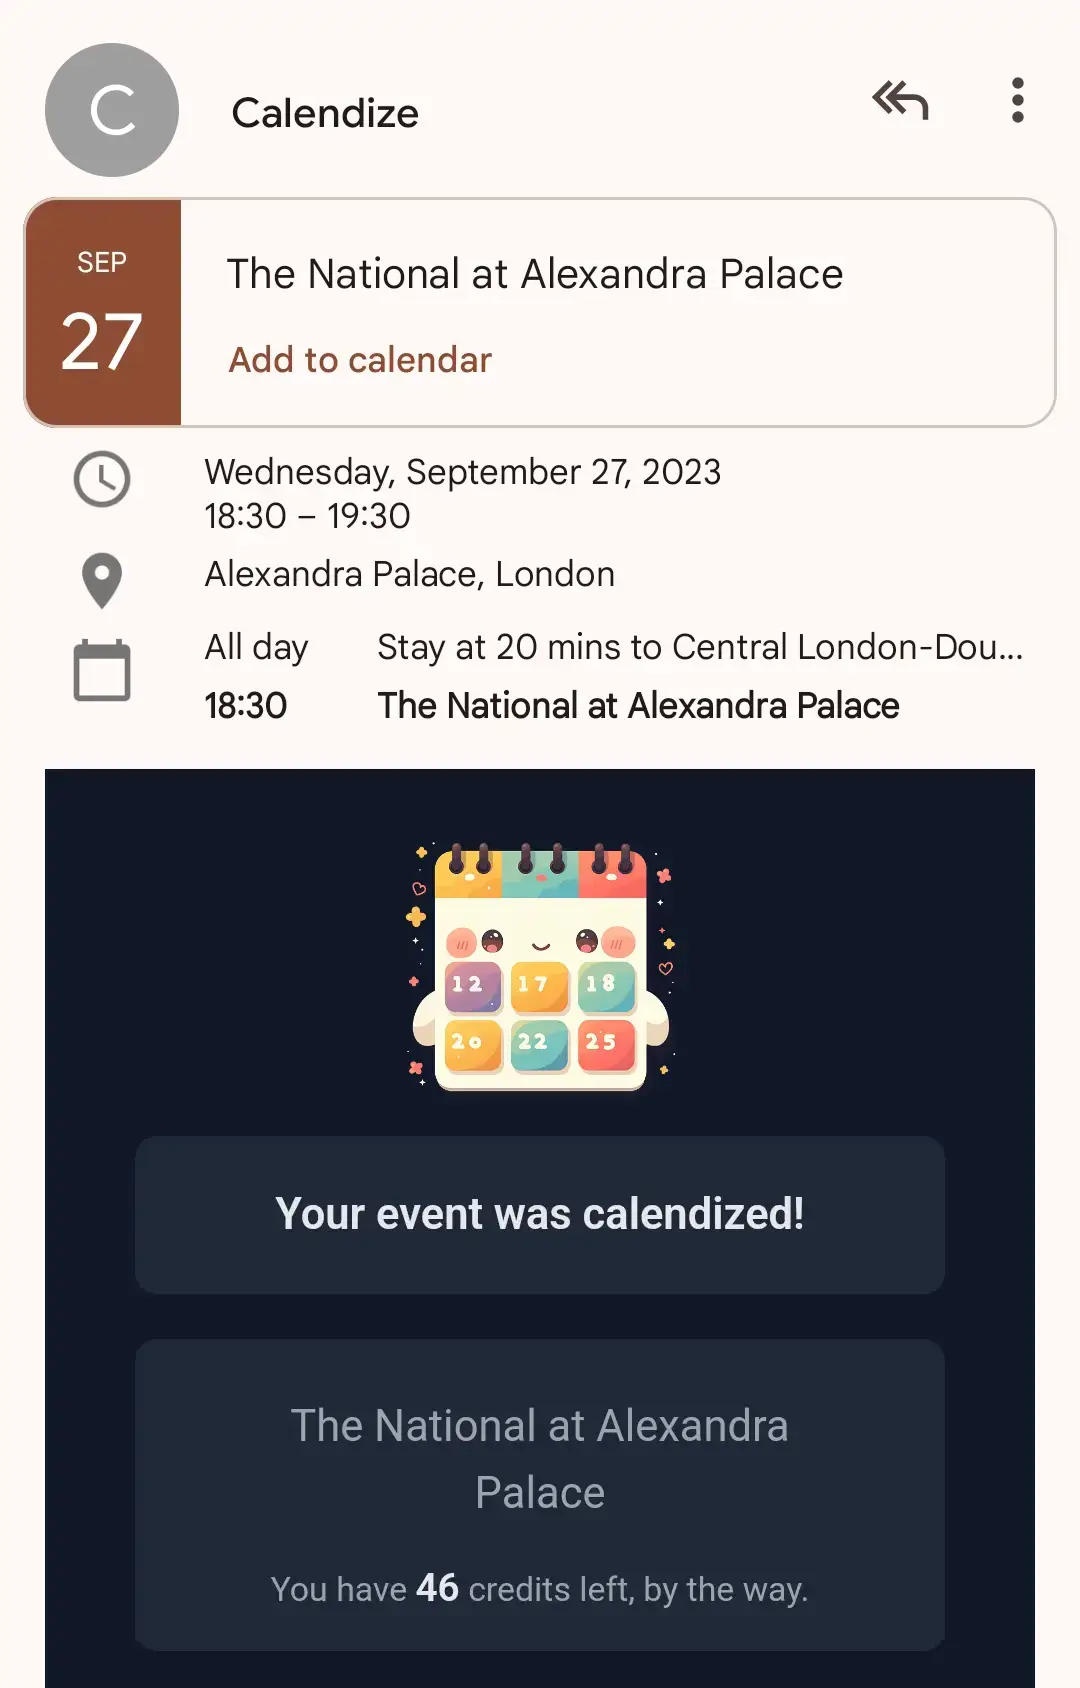 C
Calendize
SEP
27
The National at Alexandra Palace
Add to calendar
Wednesday, September 27, 2023
18:30 – 19:30
Alexandra Palace, London
All day Stay at 20 mins to Central London-Dou...
18:30 The National at Alexandra Palace
12 17 18
20 22 25
Your event was calendized!
The National at Alexandra
Palace
You have 46 credits left, by the way.